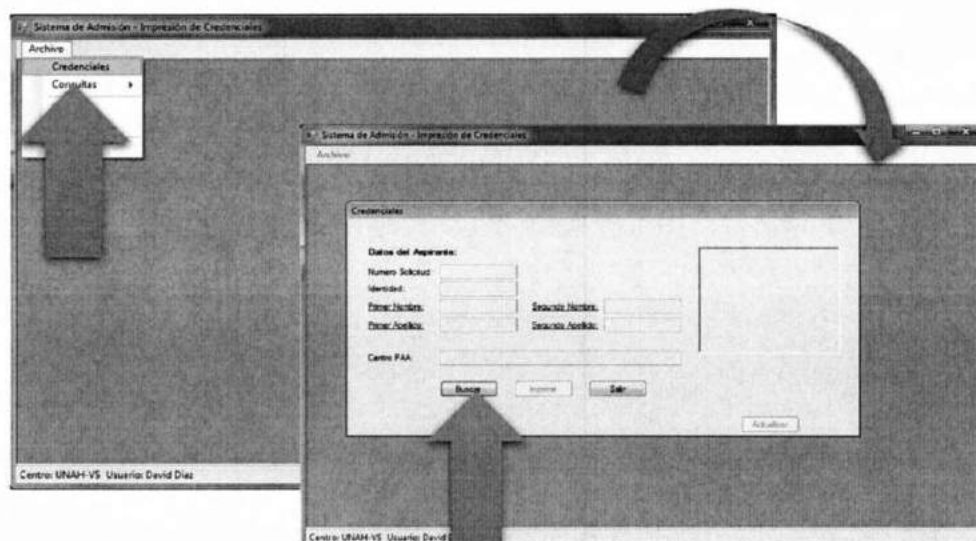 Sistema de Admisión - Impresión de Credenciales
Archivo
Credenciales
Consultas
Centro: UNAH-VS Usuario: David Diaz
Sistema de Admisión - Impresión de Credenciales
Archivo
Credenciales
Datos del Aspirante:
Numero Solicitud:
Identidad:
Primer Nombre:
Segundo Nombre:
Primer Apellido:
Segundo Apellido:
Centro PAA
Buscar
Imprimir
Salir
Actualizar
Centro: UNAH-VS Usuario: David